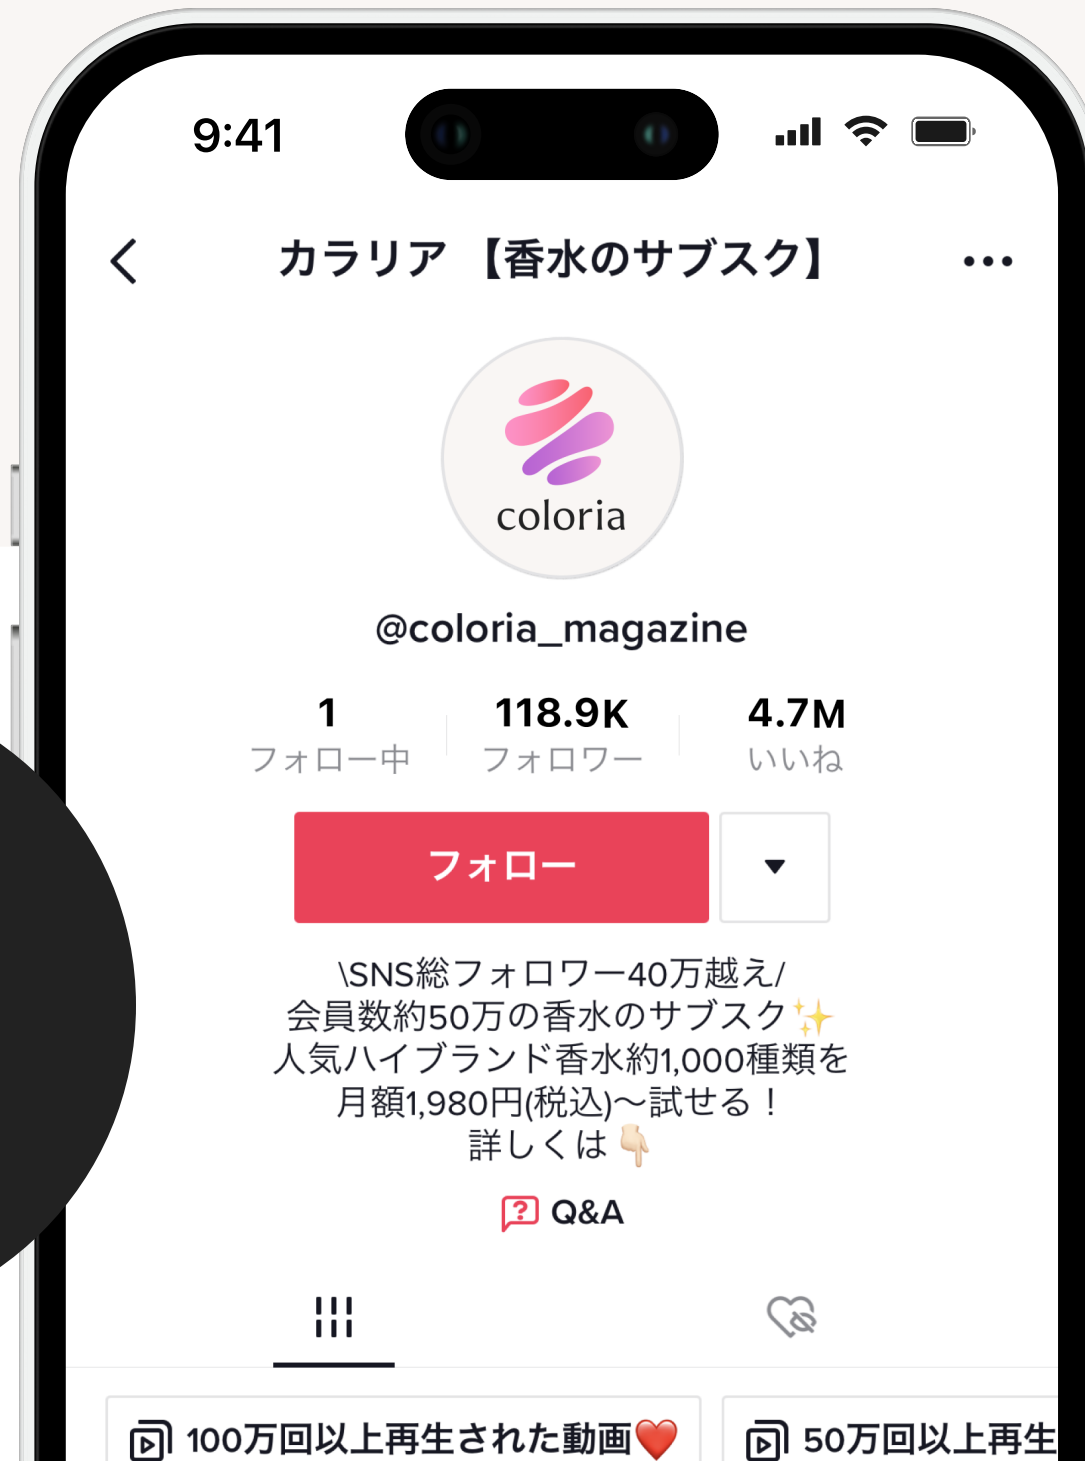 9:41
カラリア 【香水のサブスク】
coloria
@coloria_magazine
1 118.9K 4.7M
フォロー中 フォロワー いいね
フォロー
\SNS総フォロワー40万越え/
会員数約50万の香水のサブスク✨
人気ハイブランド香水約1,000種類を
月額1,980円(税込)〜試せる！
詳しくは👇🏻
Q&A
100万回以上再生された動画❤️ 50万回以上再生